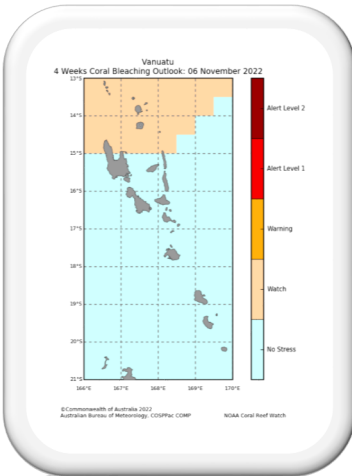 Vanuatu
4 Weeks Coral Bleaching Outlook: 06 November 2022
13°S
14°S
15°S
16°S
17°S
18°S
19°S
20°S
21°S
166°E 167°E 168°E 169°E 170°E
Alert Level 2
Alert Level 1
Warning
Watch
No Stress
©Commonwealth of Australia 2022
Australian Bureau of Meteorology, COSPPac COMP NOAA Coral Reef Watch